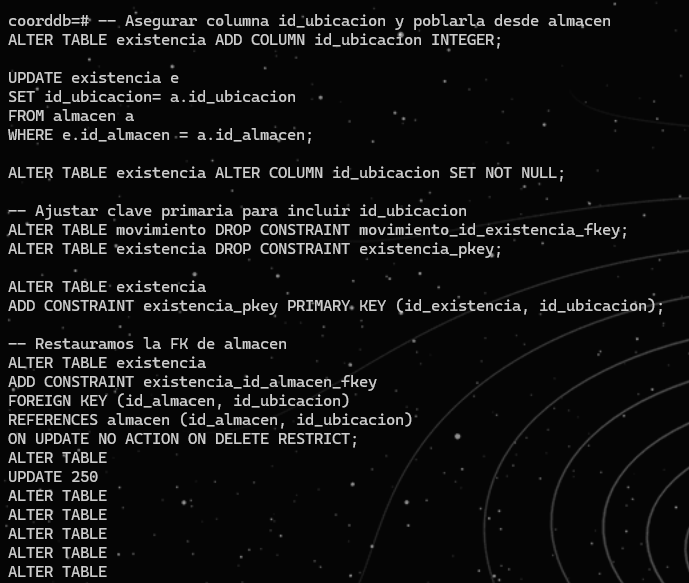 coorddb=# -- Asegurar columna id_ubicacion y poblarla desde almacen
ALTER TABLE existencia ADD COLUMN id_ubicacion INTEGER;
UPDATE existencia e
SET id_ubicacion= a.id_ubicacion
FROM almacen a
WHERE e.id_almacen = a.id_almacen;
ALTER TABLE existencia ALTER COLUMN id_ubicacion SET NOT NULL;
-- Ajustar clave primaria para incluir id_ubicacion
ALTER TABLE movimiento DROP CONSTRAINT movimiento_id_existencia_fkey;
ALTER TABLE existencia DROP CONSTRAINT existencia_pkey;
ALTER TABLE existencia
ADD CONSTRAINT existencia_pkey PRIMARY KEY (id_existencia, id_ubicacion);
-- Restauramos la FK de almacen
ALTER TABLE existencia
ADD CONSTRAINT existencia_id_almacen_fkey
FOREIGN KEY (id_almacen, id_ubicacion)
REFERENCES almacen (id_almacen, id_ubicacion)
ON UPDATE NO ACTION ON DELETE RESTRICT;
ALTER TABLE
UPDATE 250
ALTER TABLE
ALTER TABLE
ALTER TABLE
ALTER TABLE
ALTER TABLE